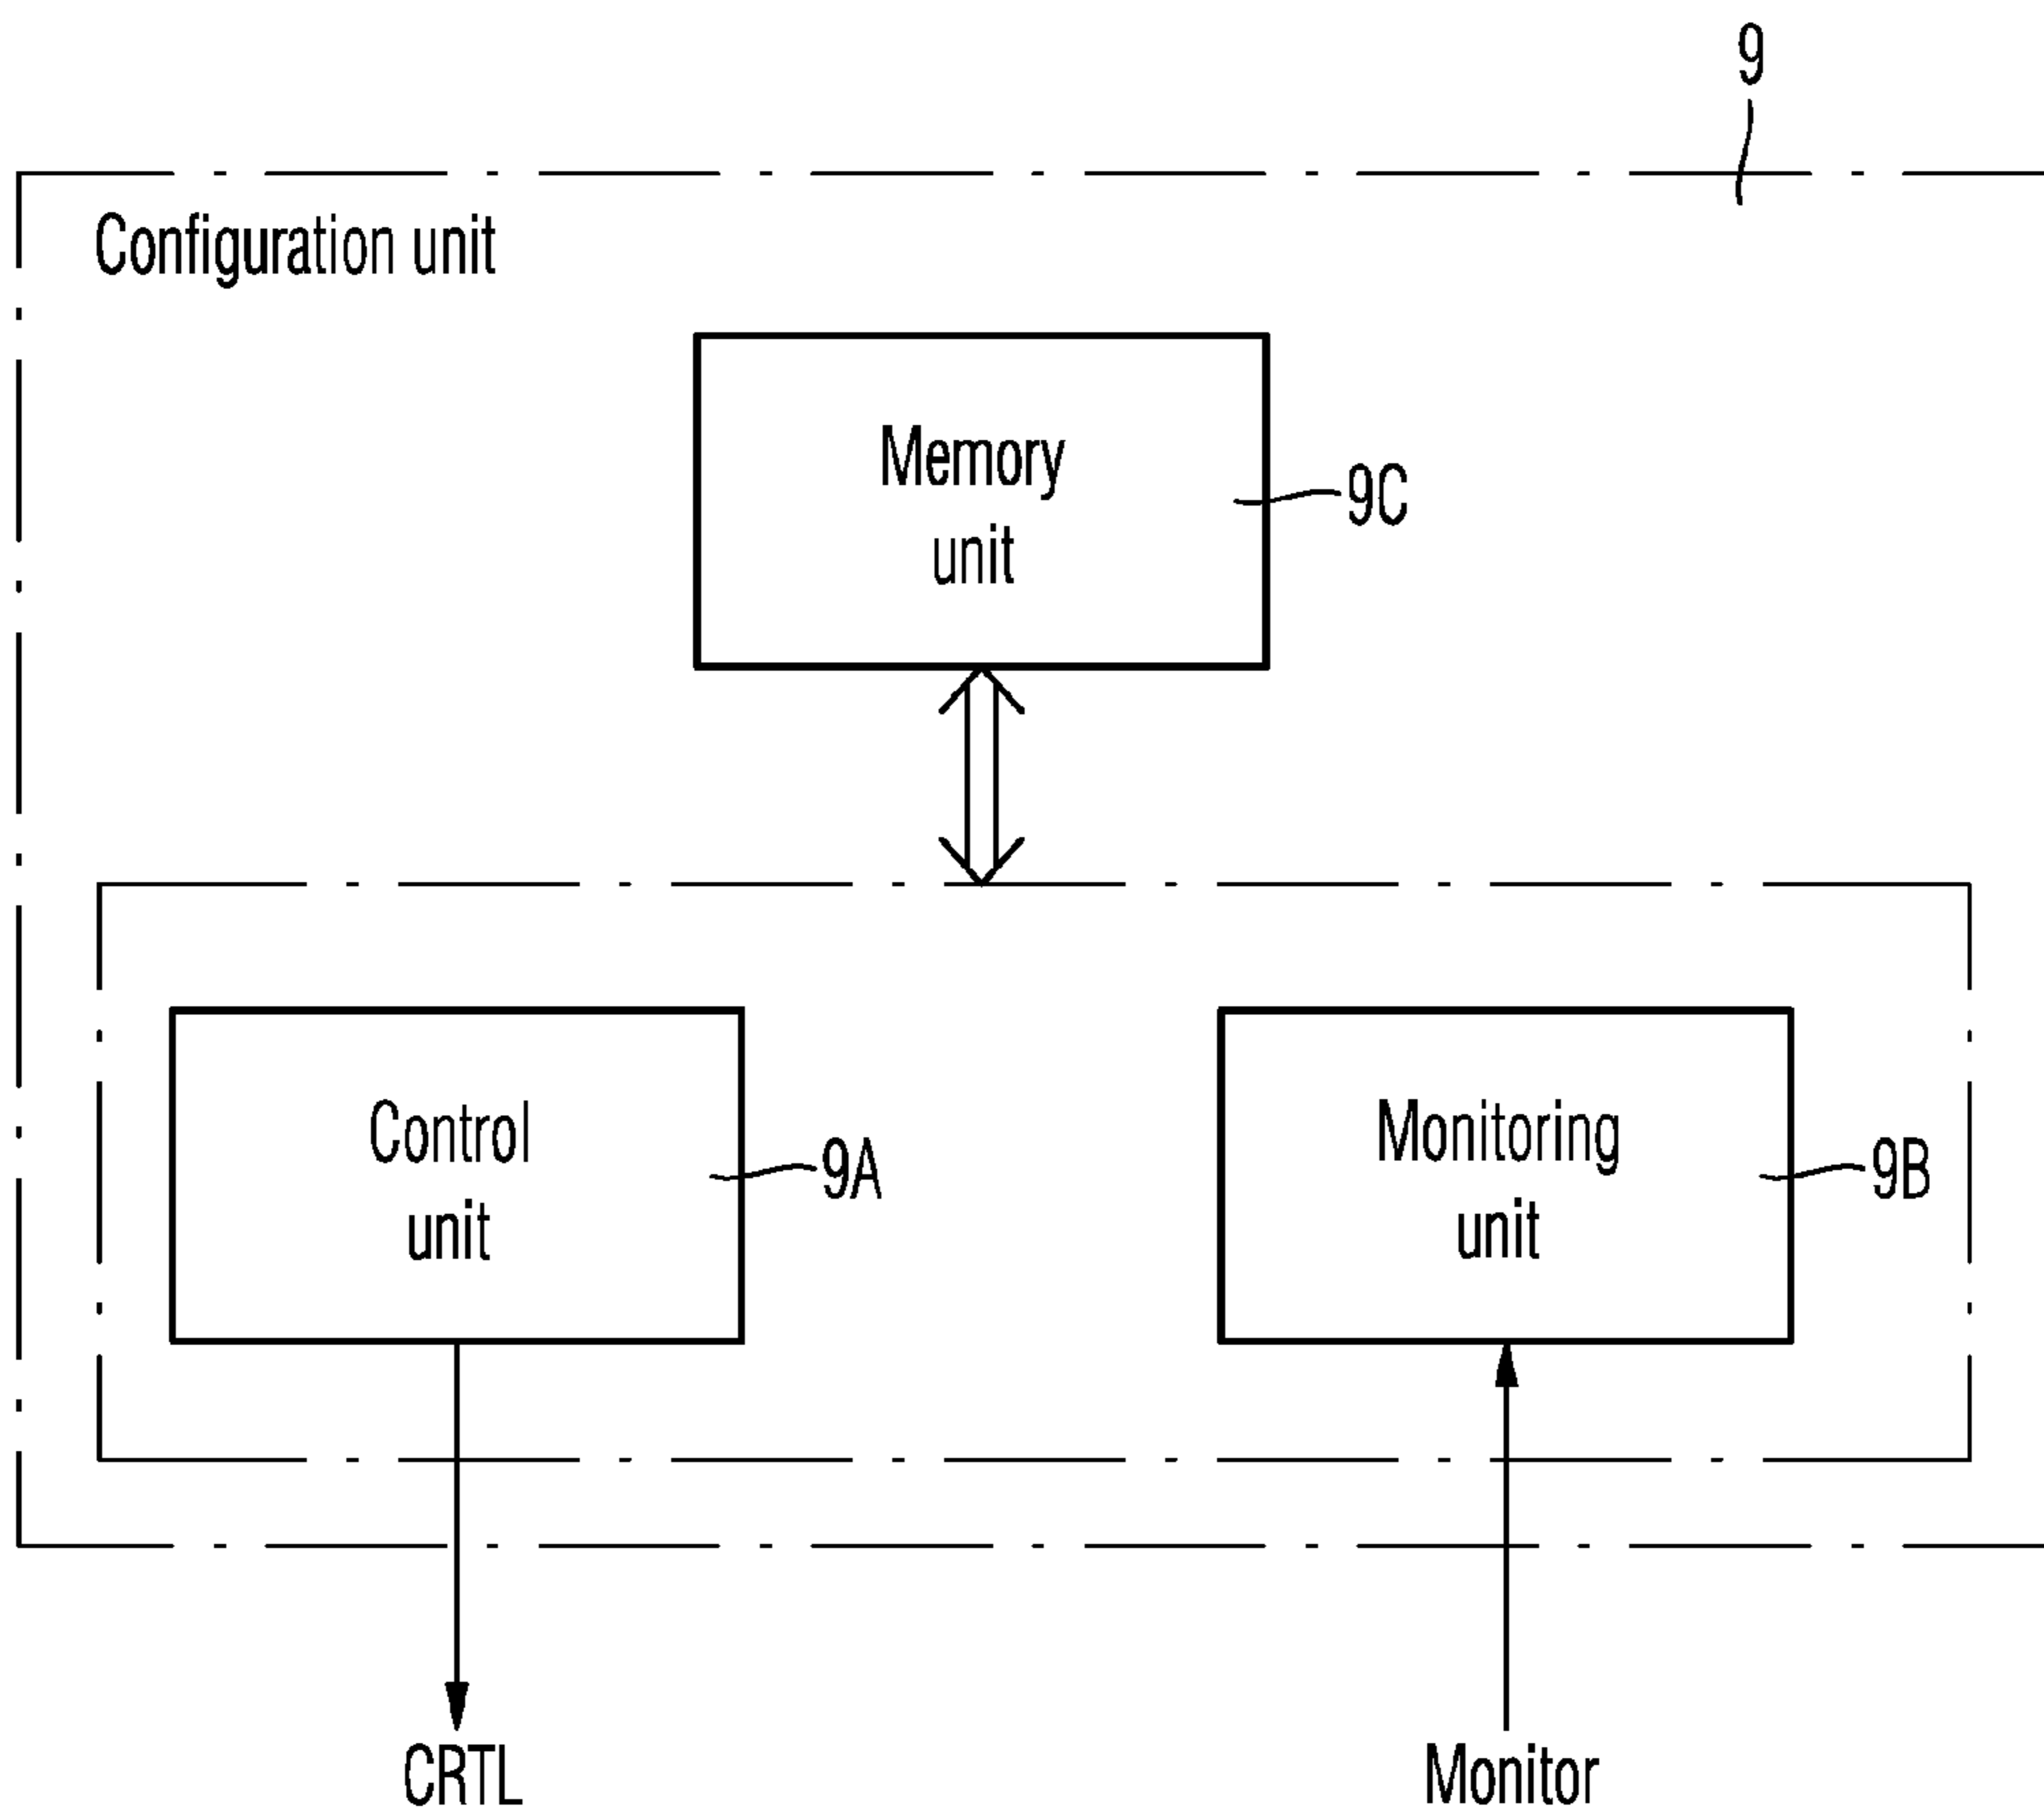 9
Configuration unit
Memory
unit
9C
Control
unit
9A
Monitoring
unit
9B
CRTL
Monitor